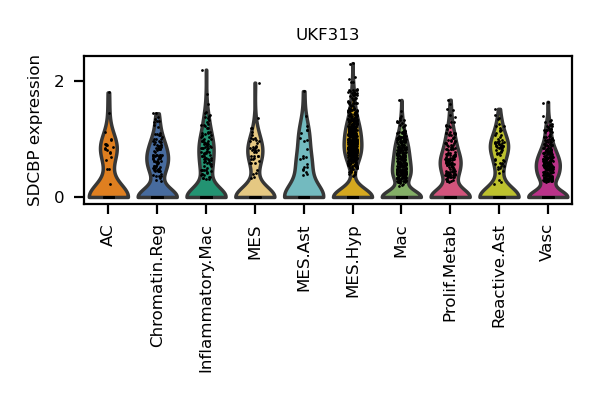 UKF313
SDCBP expression
2
0
AC
Chromatin.Reg
Inflammatory.Mac
MES
MES.Ast
MES.Hyp
Mac
Prolif.Metab
Reactive.Ast
Vasc